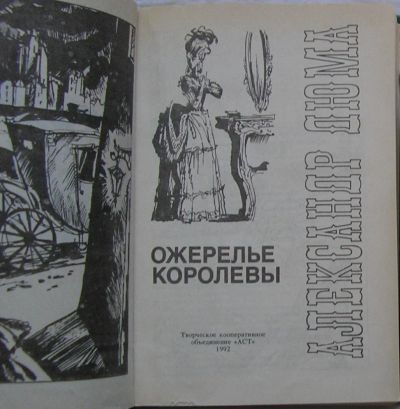 АЛЕКСАНДР ДЮМА
ОЖЕРЕЛЬЕ
КОРОЛЕВЫ
Творческое кооперативное
объединение «АСТ»
1992